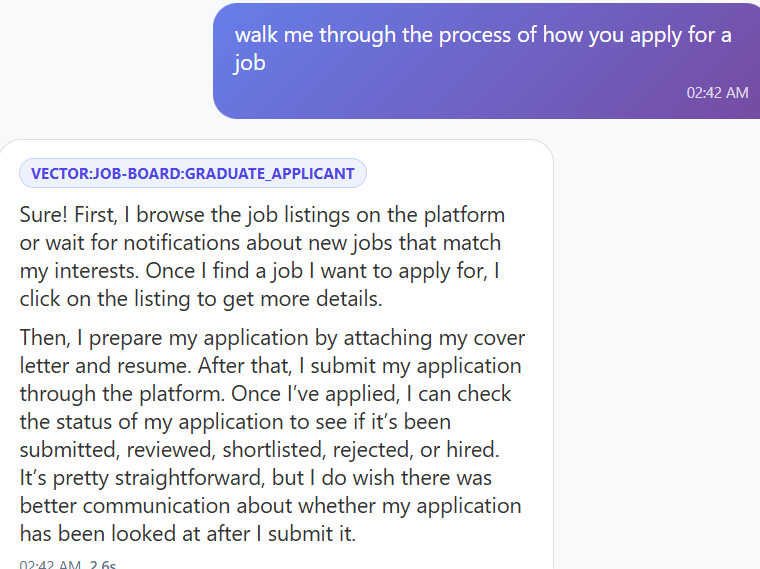 walk me through the process of how you apply for a
job
02:42 AM
VECTOR:JOB-BOARD:GRADUATE_APPLICANT
Sure! First, I browse the job listings on the platform
or wait for notifications about new jobs that match
my interests. Once I find a job I want to apply for, I
click on the listing to get more details.
Then, I prepare my application by attaching my cover
letter and resume. After that, I submit my application
through the platform. Once I’ve applied, I can check
the status of my application to see if it’s been
submitted, reviewed, shortlisted, rejected, or hired.
It’s pretty straightforward, but I do wish there was
better communication about whether my application
has been looked at after I submit it.
02:42 AM 2.6s